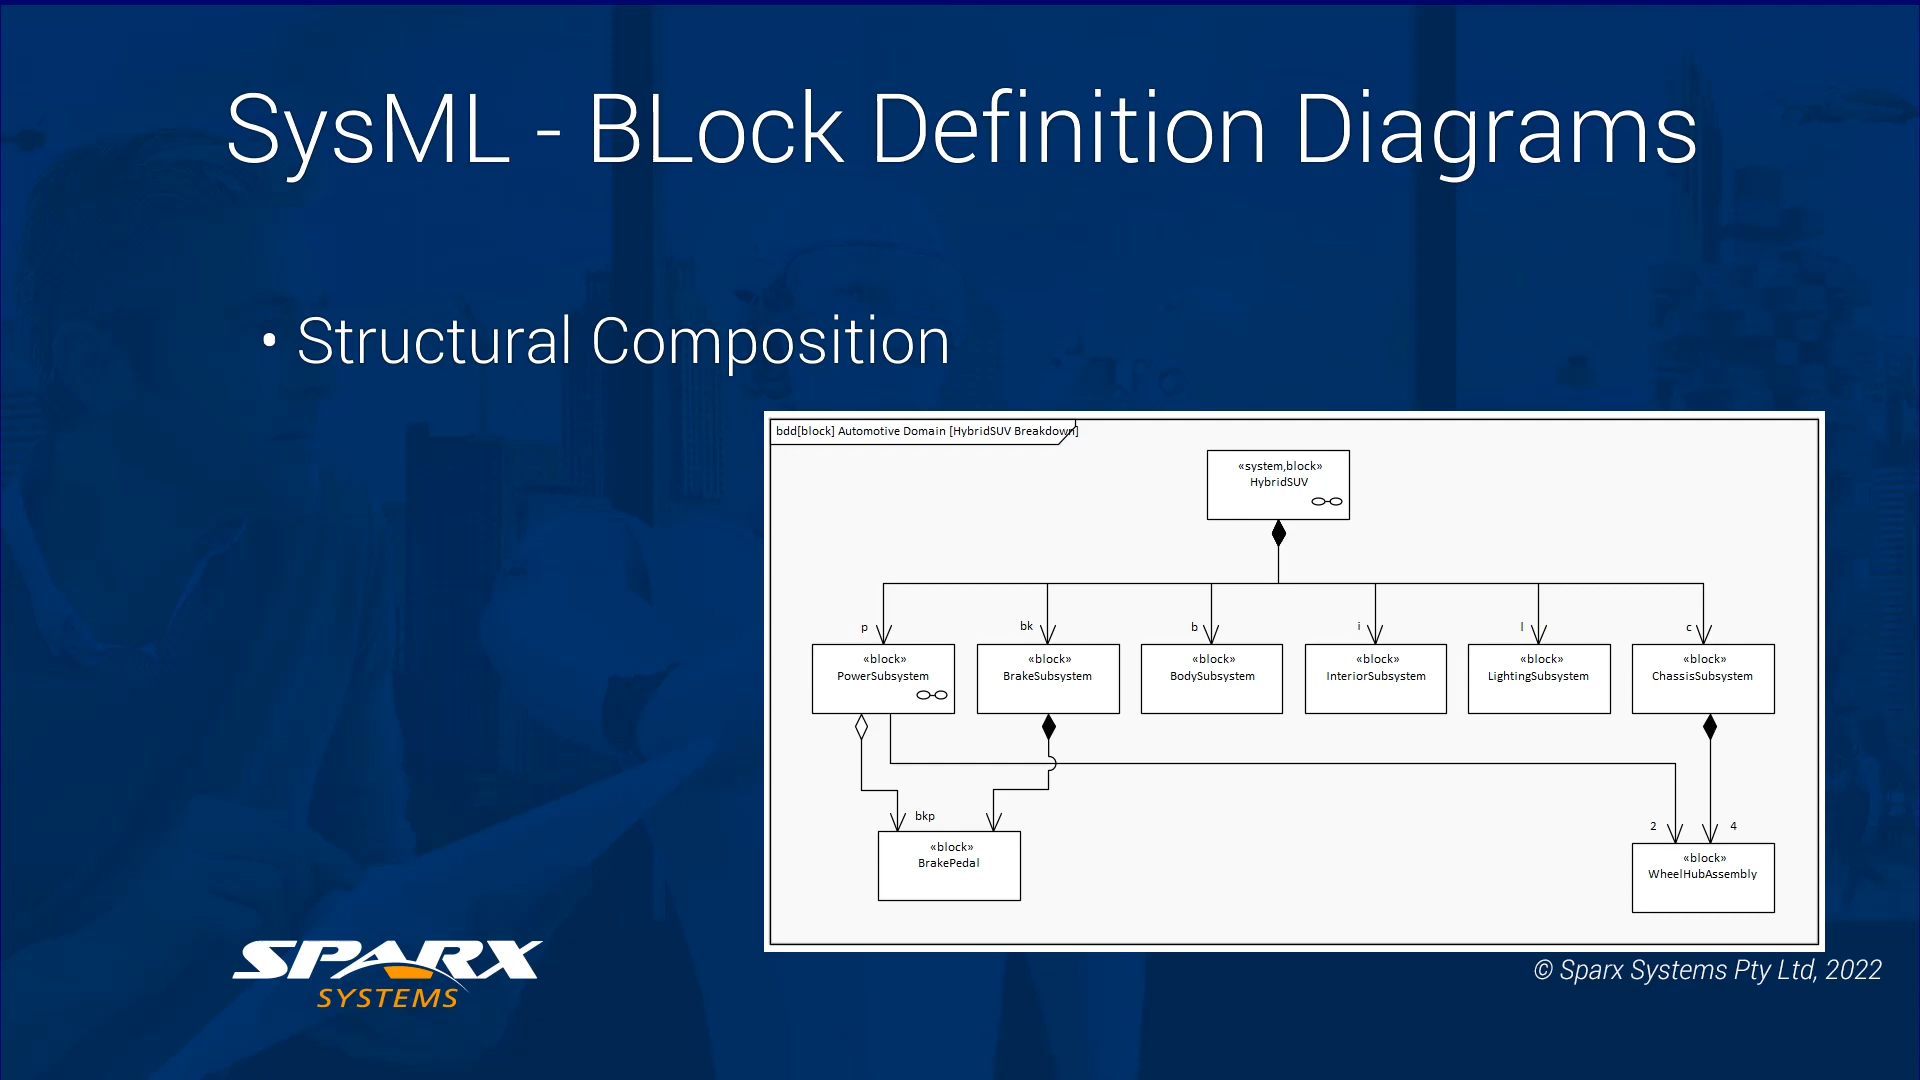 SysML - BLock Definition Diagrams
• Structural Composition
bdd[block] Automotive Domain [HybridSUV Breakdown]
«system,block»
HybridSUV
p bk b i l c
«block» «block» «block» «block» «block» «block»
PowerSubsystem BrakeSubsystem BodySubsystem InteriorSubsystem LightingSubsystem ChassisSubsystem
bkp 2 4
«block»
BrakePedal
«block»
WheelHubAssembly
SPARX
SYSTEMS
© Sparx Systems Pty Ltd, 2022